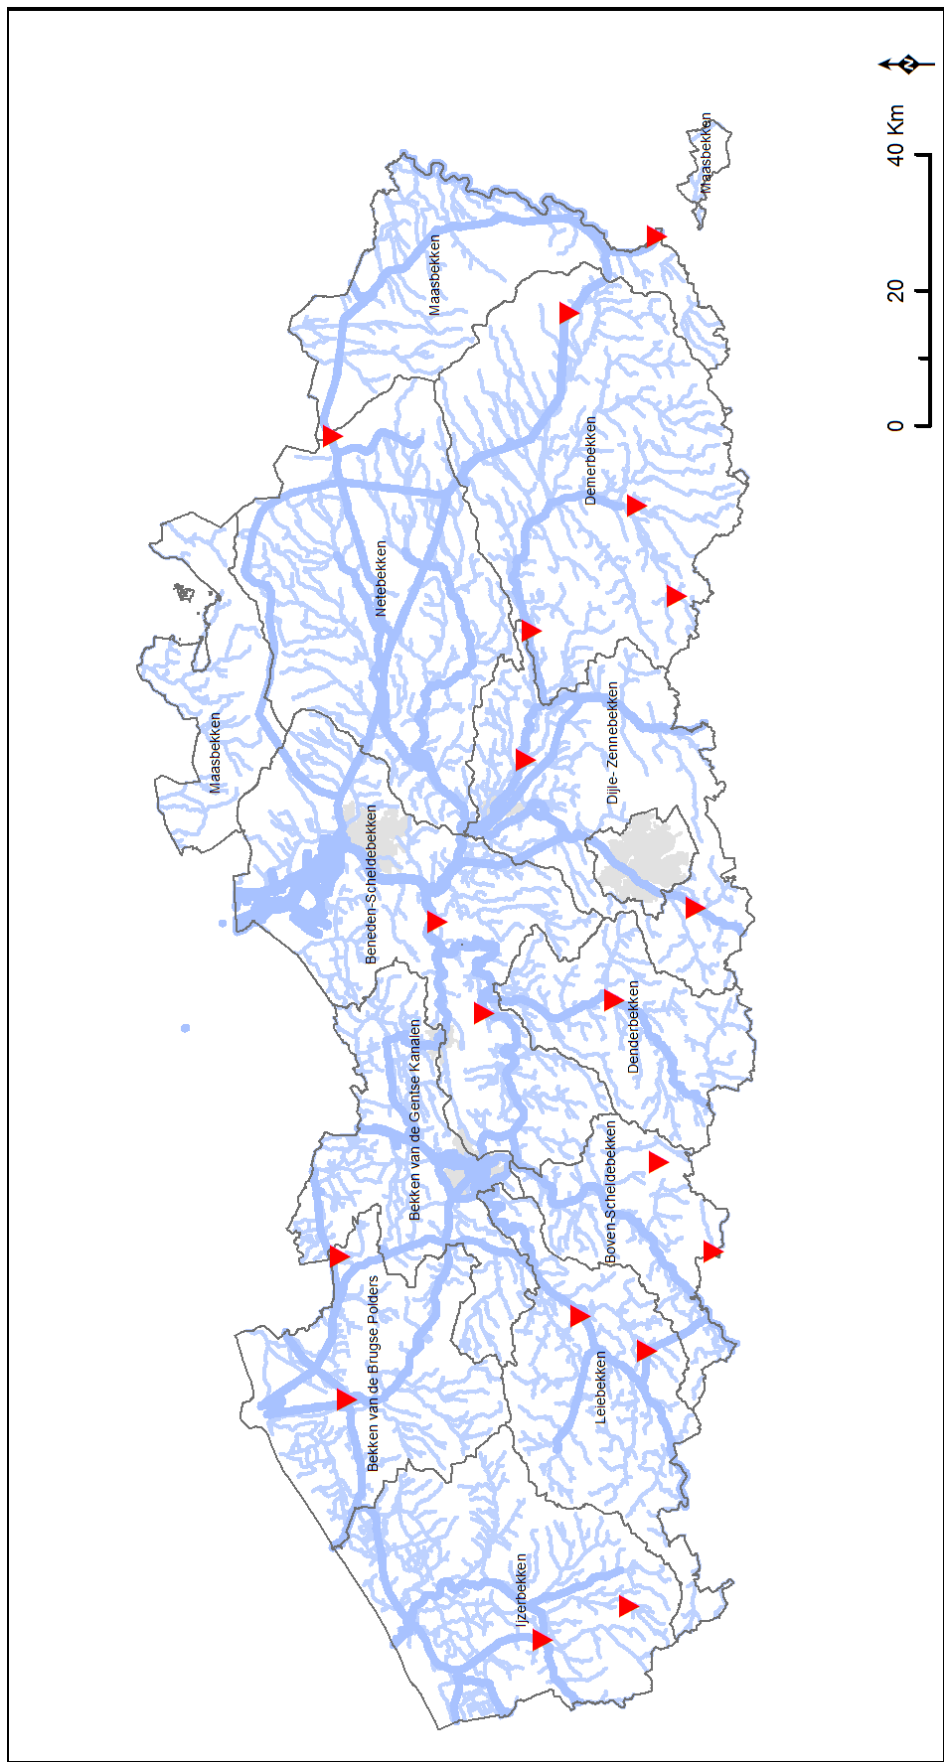 Maasbekken
Maasbekken
Maasbekken
Netebekken
Demerbekken
Dijle- Zennebekken
Beneden-Scheldebekken
Denderbekken
Bekken van de Gentse Kanalen
Boven-Scheldebekken
Bekken van de Brugse Polders
Leiebekken
Ijzerbekken
0 20 40 Km
N